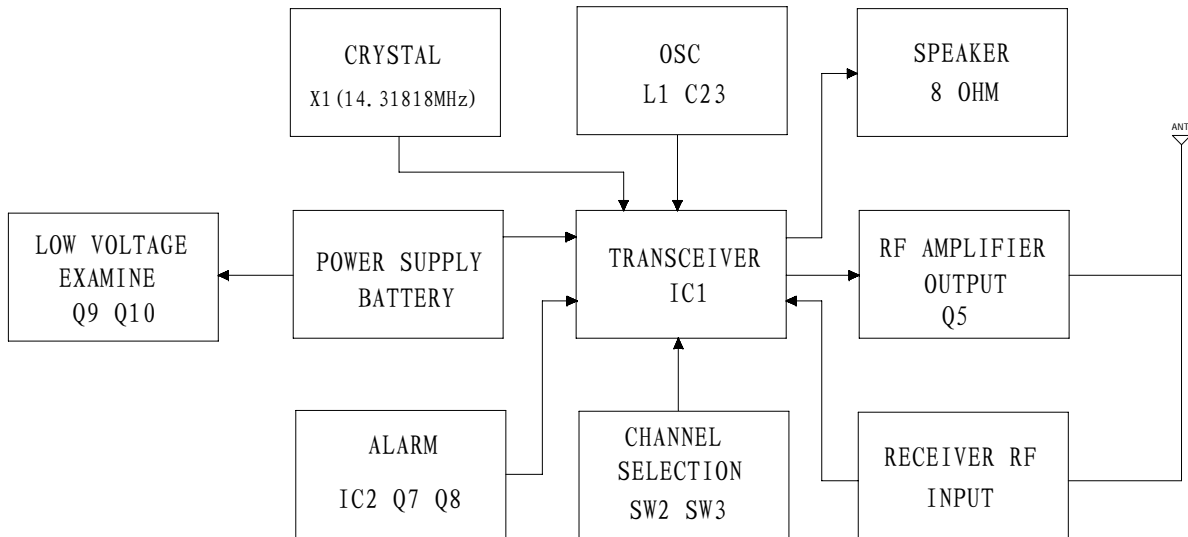 CRYSTAL
X1(14.31818MHz)
OSC
L1 C23
SPEAKER
8 OHM
ANT
LOW VOLTAGE
EXAMINE
Q9 Q10
POWER SUPPLY
BATTERY
TRANSCEIVER
IC1
RF AMPLIFIER
OUTPUT
Q5
ALARM
IC2 Q7 Q8
CHANNEL
SELECTION
SW2 SW3
RECEIVER RF
INPUT